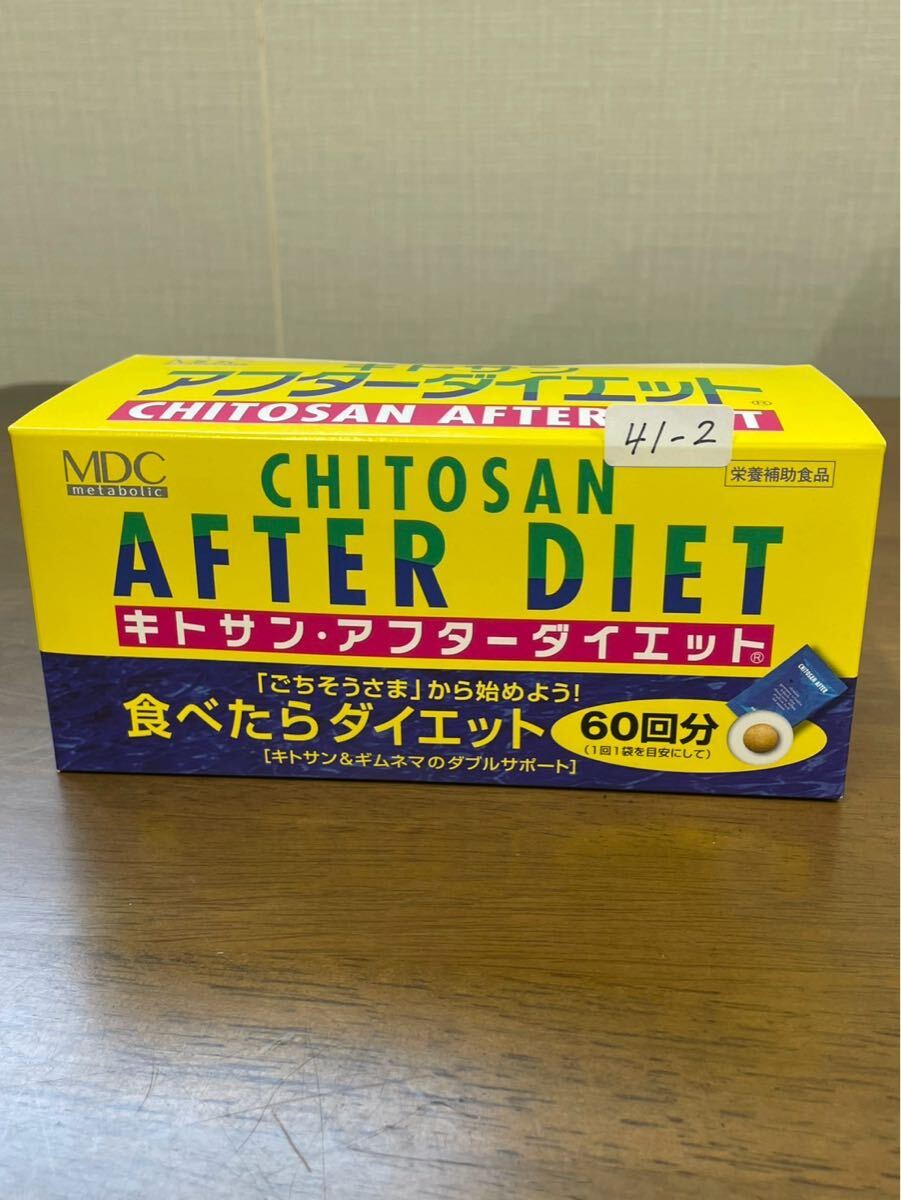 キトサン
アフターダイエット®
CHITOSAN AFTER
41-2
MDC
metabolic
栄養補助食品
CHITOSAN
AFTER DIET
キトサン・アフターダイエット®
「ごちそうさま」から始めよう!
食べたらダイエット
60回分
(1回1袋を目安にして)
[キトサン&ギムネマのダブルサポート]
CHITOSAN AFTER